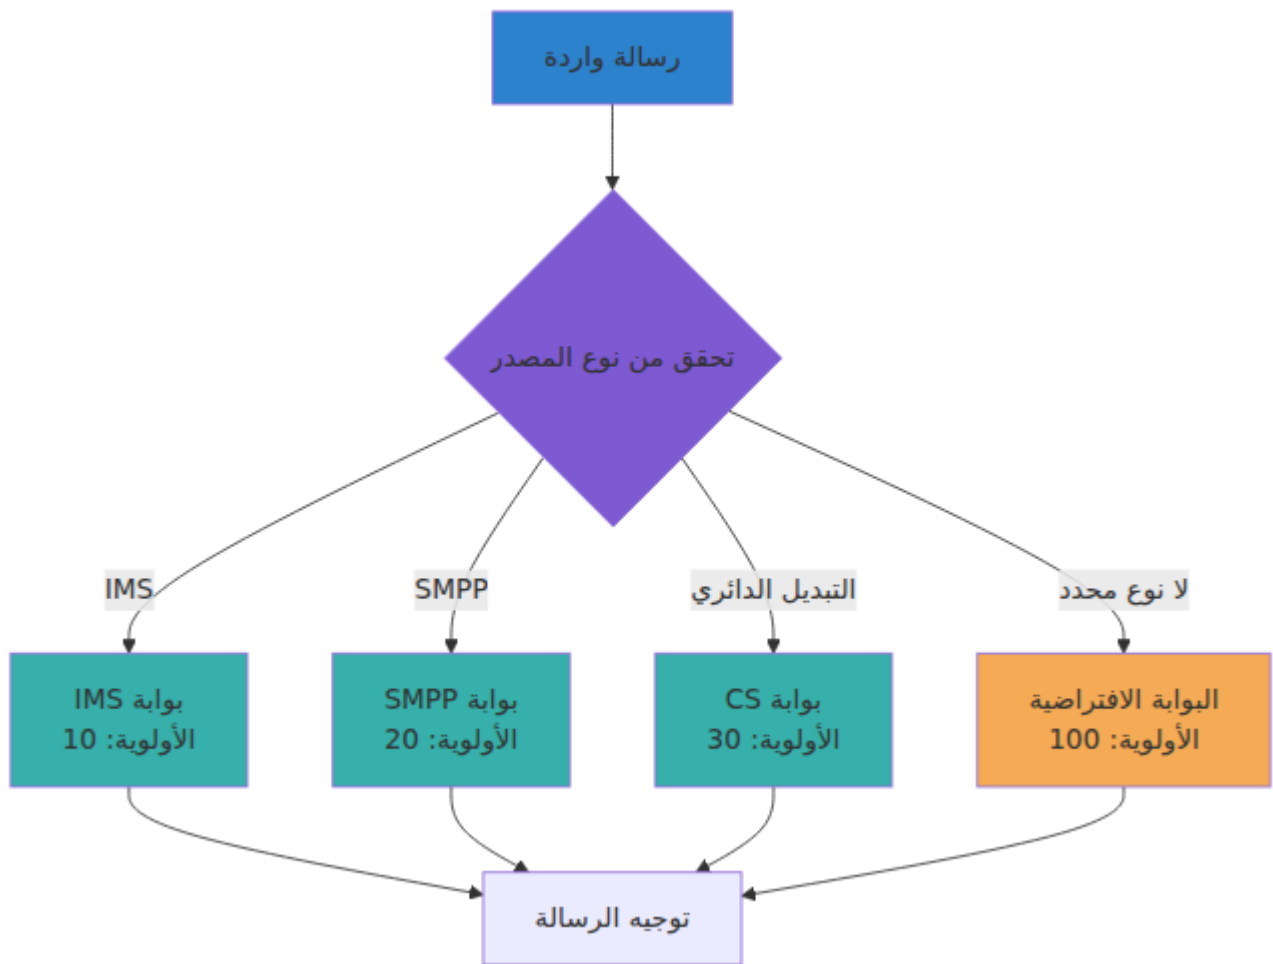 رسالة واردة
تحقق من نوع المصدر
IMS
SMPP
التبديل الدائري
لا نوع محدد
بوابة IMS
الأولوية: 10
بوابة SMPP
الأولوية: 20
بوابة CS
الأولوية: 30
البوابة الافتراضية
الأولوية: 100
توجيه الرسالة